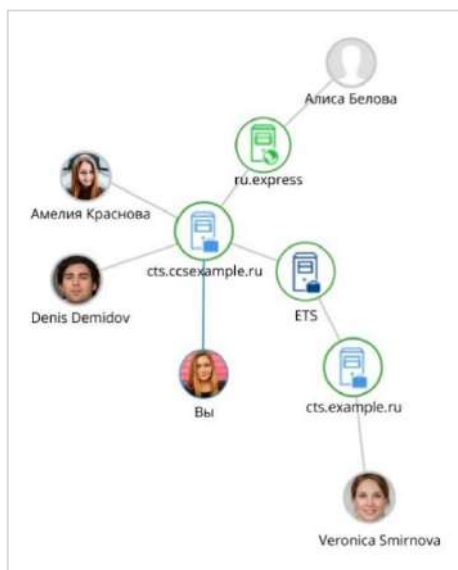 Алиса Белова
ru.express
Амелия Краснова
cts.ccsexample.ru
Denis Demidov
ETS
Вы
cts.example.ru
Veronica Smirnova